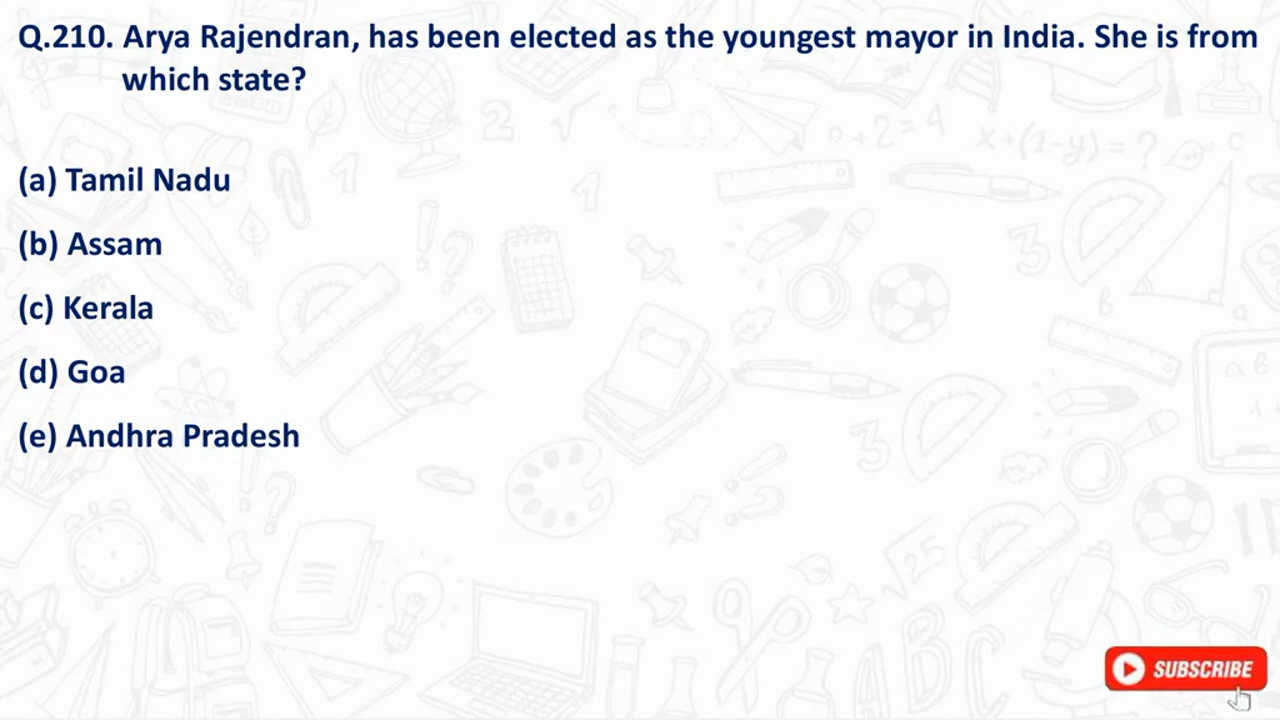 Q.210. Arya Rajendran, has been elected as the youngest mayor in India. She is from
which state?
(a) Tamil Nadu
(b) Assam
(c) Kerala
(d) Goa
(e) Andhra Pradesh
SUBSCRIBE